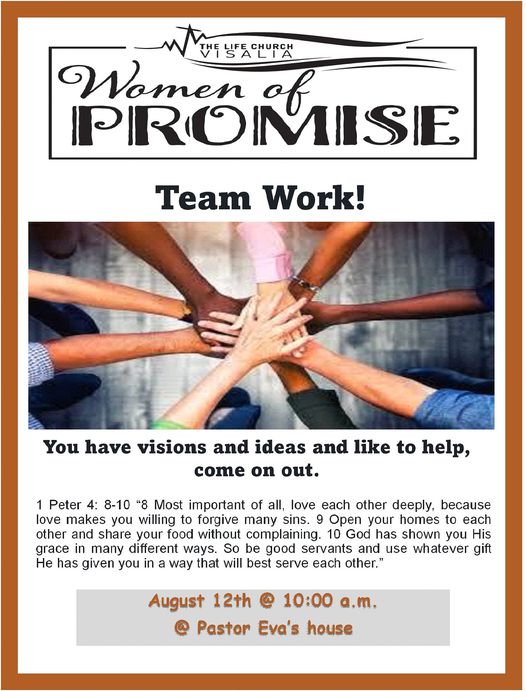 THE LIFE CHURCH
VISALIA
Women of
PROMISE
Team Work!
You have visions and ideas and like to help,
come on out.
1 Peter 4: 8-10 “8 Most important of all, love each other deeply, because
love makes you willing to forgive many sins. 9 Open your homes to each
other and share your food without complaining. 10 God has shown you His
grace in many different ways. So be good servants and use whatever gift
He has given you in a way that will best serve each other.”
August 12th @ 10:00 a.m.
@ Pastor Eva’s house